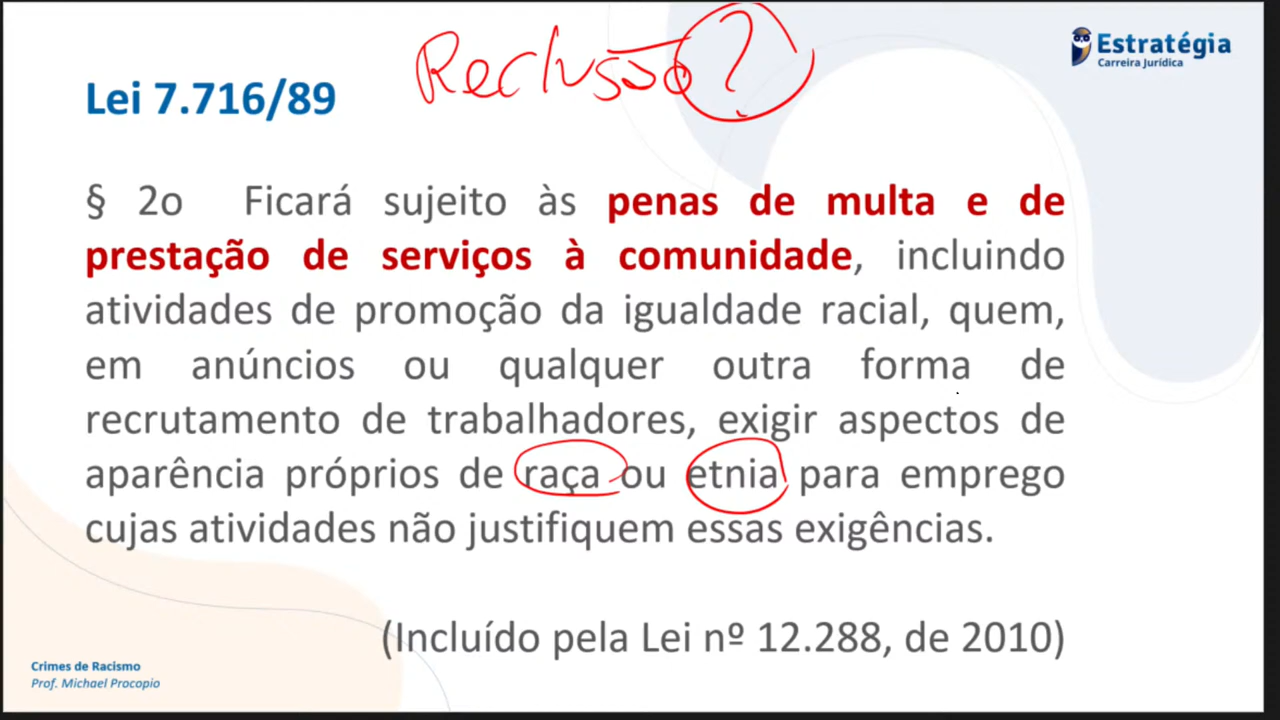 Reclusão ?
Estratégia
Carreira Jurídica
Lei 7.716/89
§ 2o Ficará sujeito às penas de multa e de
prestação de serviços à comunidade, incluindo
atividades de promoção da igualdade racial, quem,
em anúncios ou qualquer outra forma de
recrutamento de trabalhadores, exigir aspectos de
aparência próprios de raça ou etnia para emprego
cujas atividades não justifiquem essas exigências.
(Incluído pela Lei nº 12.288, de 2010)
Crimes de Racismo
Prof. Michael Procopio